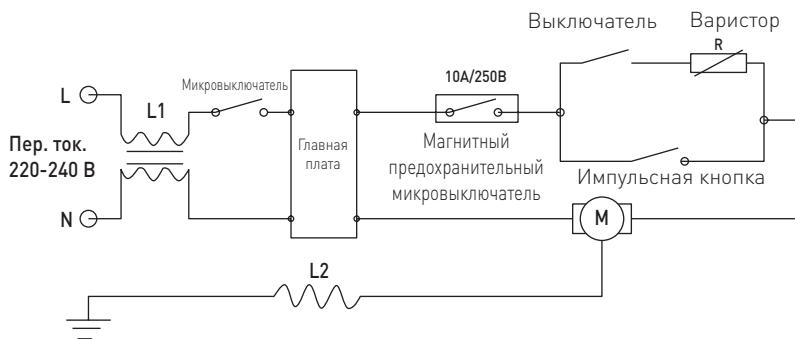 Выключатель
Варистор
R
L
L1
Микровыключатель
10А/250В
Пер. ток.
220-240 В
Главная
плата
Магнитный
предохранительный
микровыключатель
Импульсная кнопка
N
M
L2